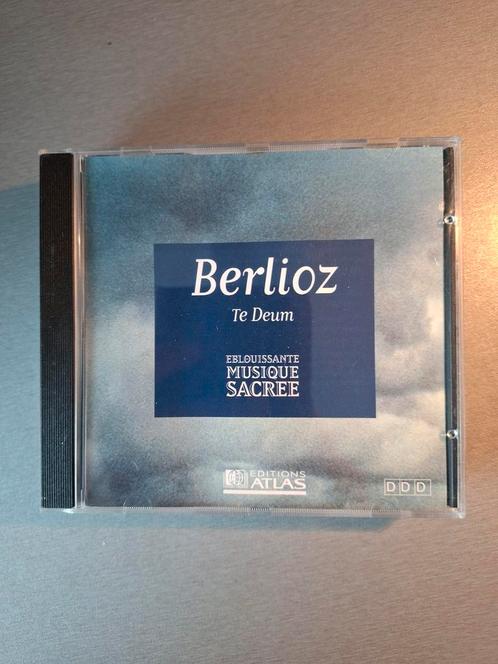 Berlioz
Te Deum
EBLOUISSANTE
MUSIQUE
SACREE
EDITIONS
ATLAS
DDD